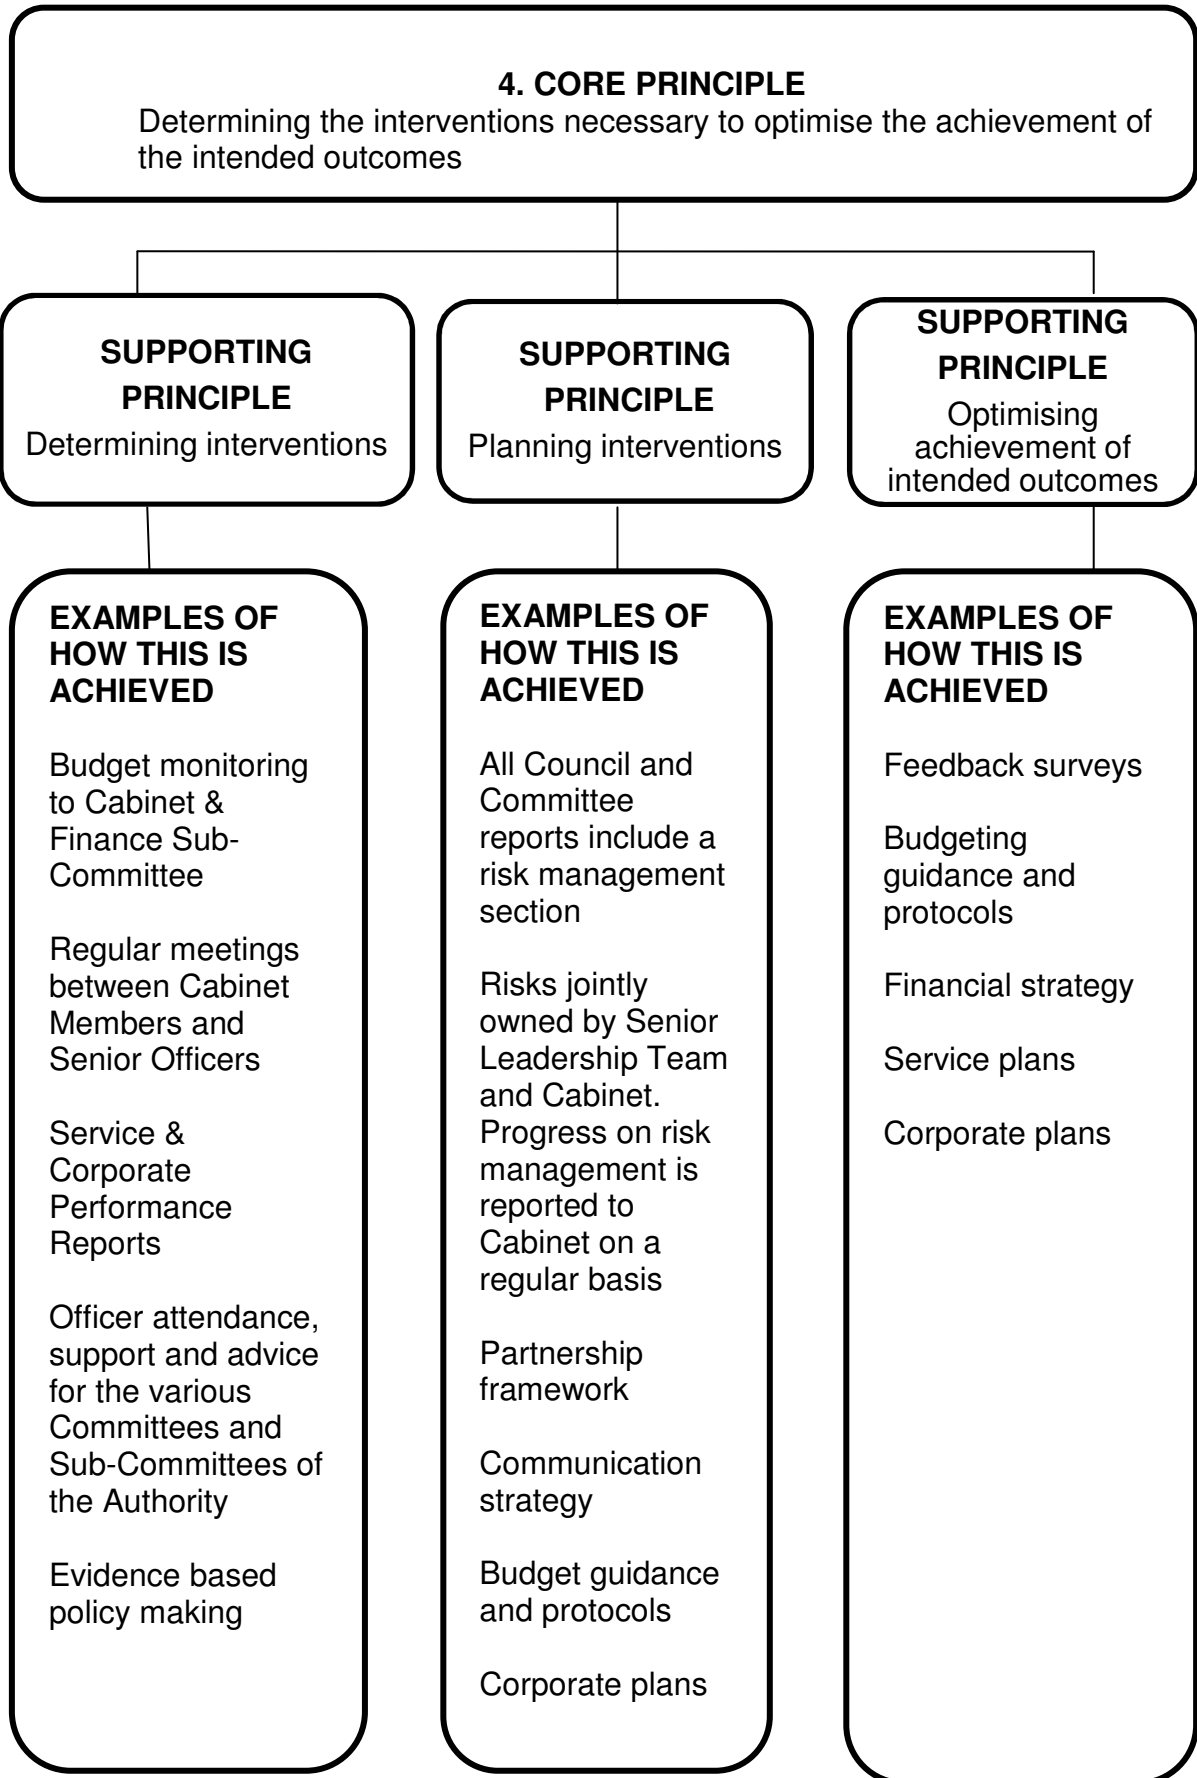 4. CORE PRINCIPLE
Determining the interventions necessary to optimise the achievement of
the intended outcomes
SUPPORTING
PRINCIPLE
Determining interventions
SUPPORTING
PRINCIPLE
Planning interventions
SUPPORTING
PRINCIPLE
Optimising
achievement of
intended outcomes
EXAMPLES OF
HOW THIS IS
ACHIEVED
Budget monitoring
to Cabinet &
Finance Sub-
Committee
Regular meetings
between Cabinet
Members and
Senior Officers
Service &
Corporate
Performance
Reports
Officer attendance,
support and advice
for the various
Committees and
Sub-Committees of
the Authority
Evidence based
policy making
EXAMPLES OF
HOW THIS IS
ACHIEVED
All Council and
Committee
reports include a
risk management
section
Risks jointly
owned by Senior
Leadership Team
and Cabinet.
Progress on risk
management is
reported to
Cabinet on a
regular basis
Partnership
framework
Communication
strategy
Budget guidance
and protocols
Corporate plans
EXAMPLES OF
HOW THIS IS
ACHIEVED
Feedback surveys
Budgeting
guidance and
protocols
Financial strategy
Service plans
Corporate plans